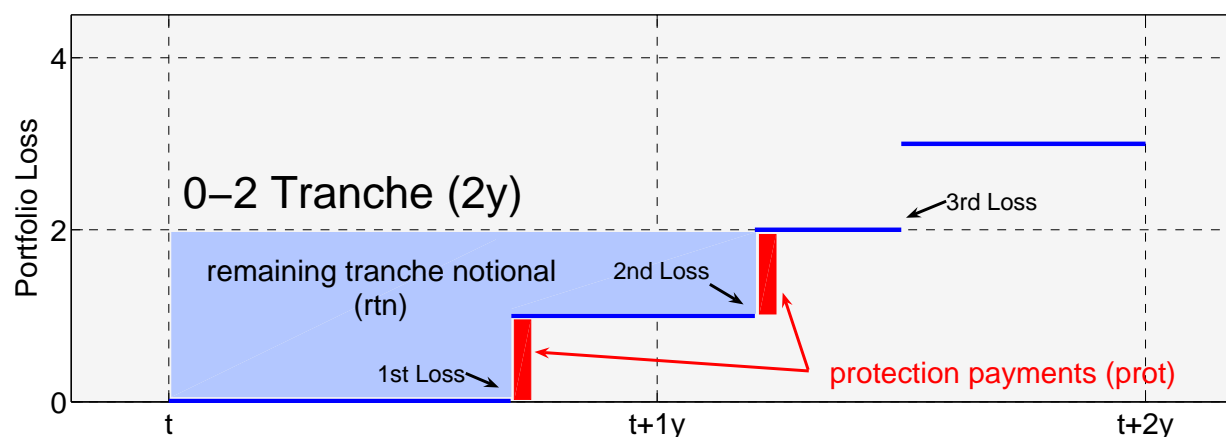 4
Portfolio Loss
0–2 Tranche (2y)
3rd Loss
2
remaining tranche notional
(rtn)
2nd Loss
1st Loss
protection payments (prot)
0
t
t+1y
t+2y